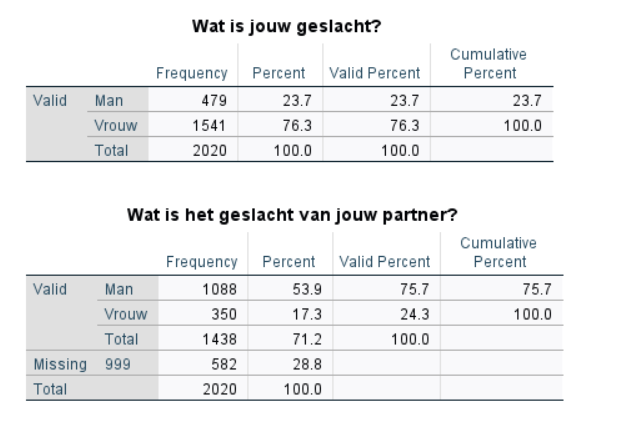 Wat is jouw geslacht?
Cumulative
Frequency Percent Valid Percent Percent
Valid Man 479 23.7 23.7 23.7
Vrouw 1541 76.3 76.3 100.0
Total 2020 100.0 100.0
Wat is het geslacht van jouw partner?
Cumulative
Frequency Percent Valid Percent Percent
Valid Man 1088 53.9 75.7 75.7
Vrouw 350 17.3 24.3 100.0
Total 1438 71.2 100.0
Missing 999 582 28.8
Total 2020 100.0